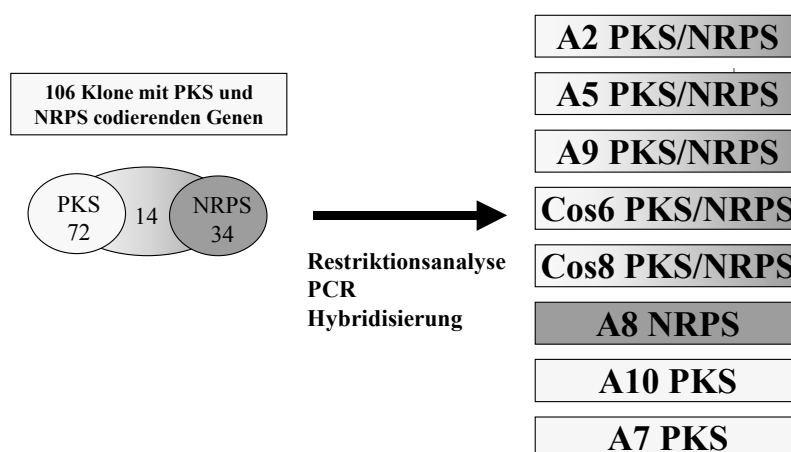 106 Klone mit PKS und
NRPS codierenden Genen
PKS
72
14
NRPS
34
Restriktionsanalyse
PCR
Hybridisierung
A2 PKS/NRPS
A5 PKS/NRPS
A9 PKS/NRPS
Cos6 PKS/NRPS
Cos8 PKS/NRPS
A8 NRPS
A10 PKS
A7 PKS